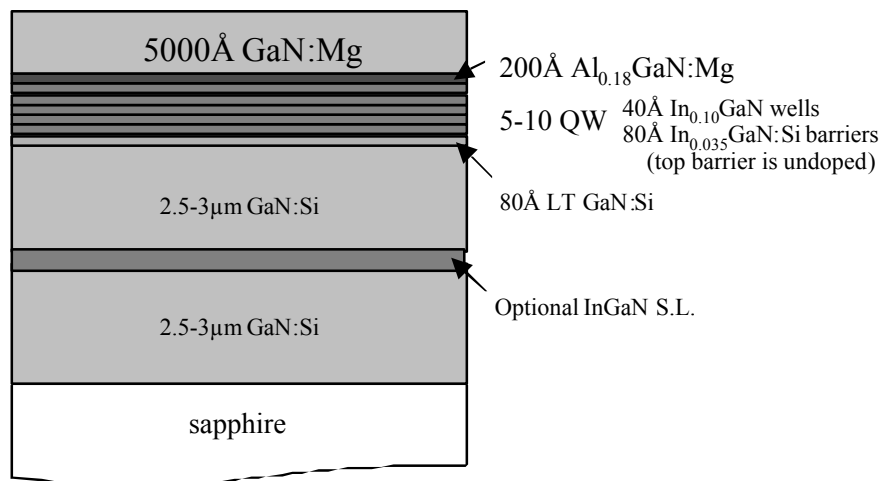 5000Å GaN:Mg
200Å Al0.18GaN:Mg
5-10 QW
40Å In0.10GaN wells
80Å In0.035GaN:Si barriers
(top barrier is undoped)
80Å LT GaN:Si
2.5-3µm GaN:Si
Optional InGaN S.L.
2.5-3µm GaN:Si
sapphire